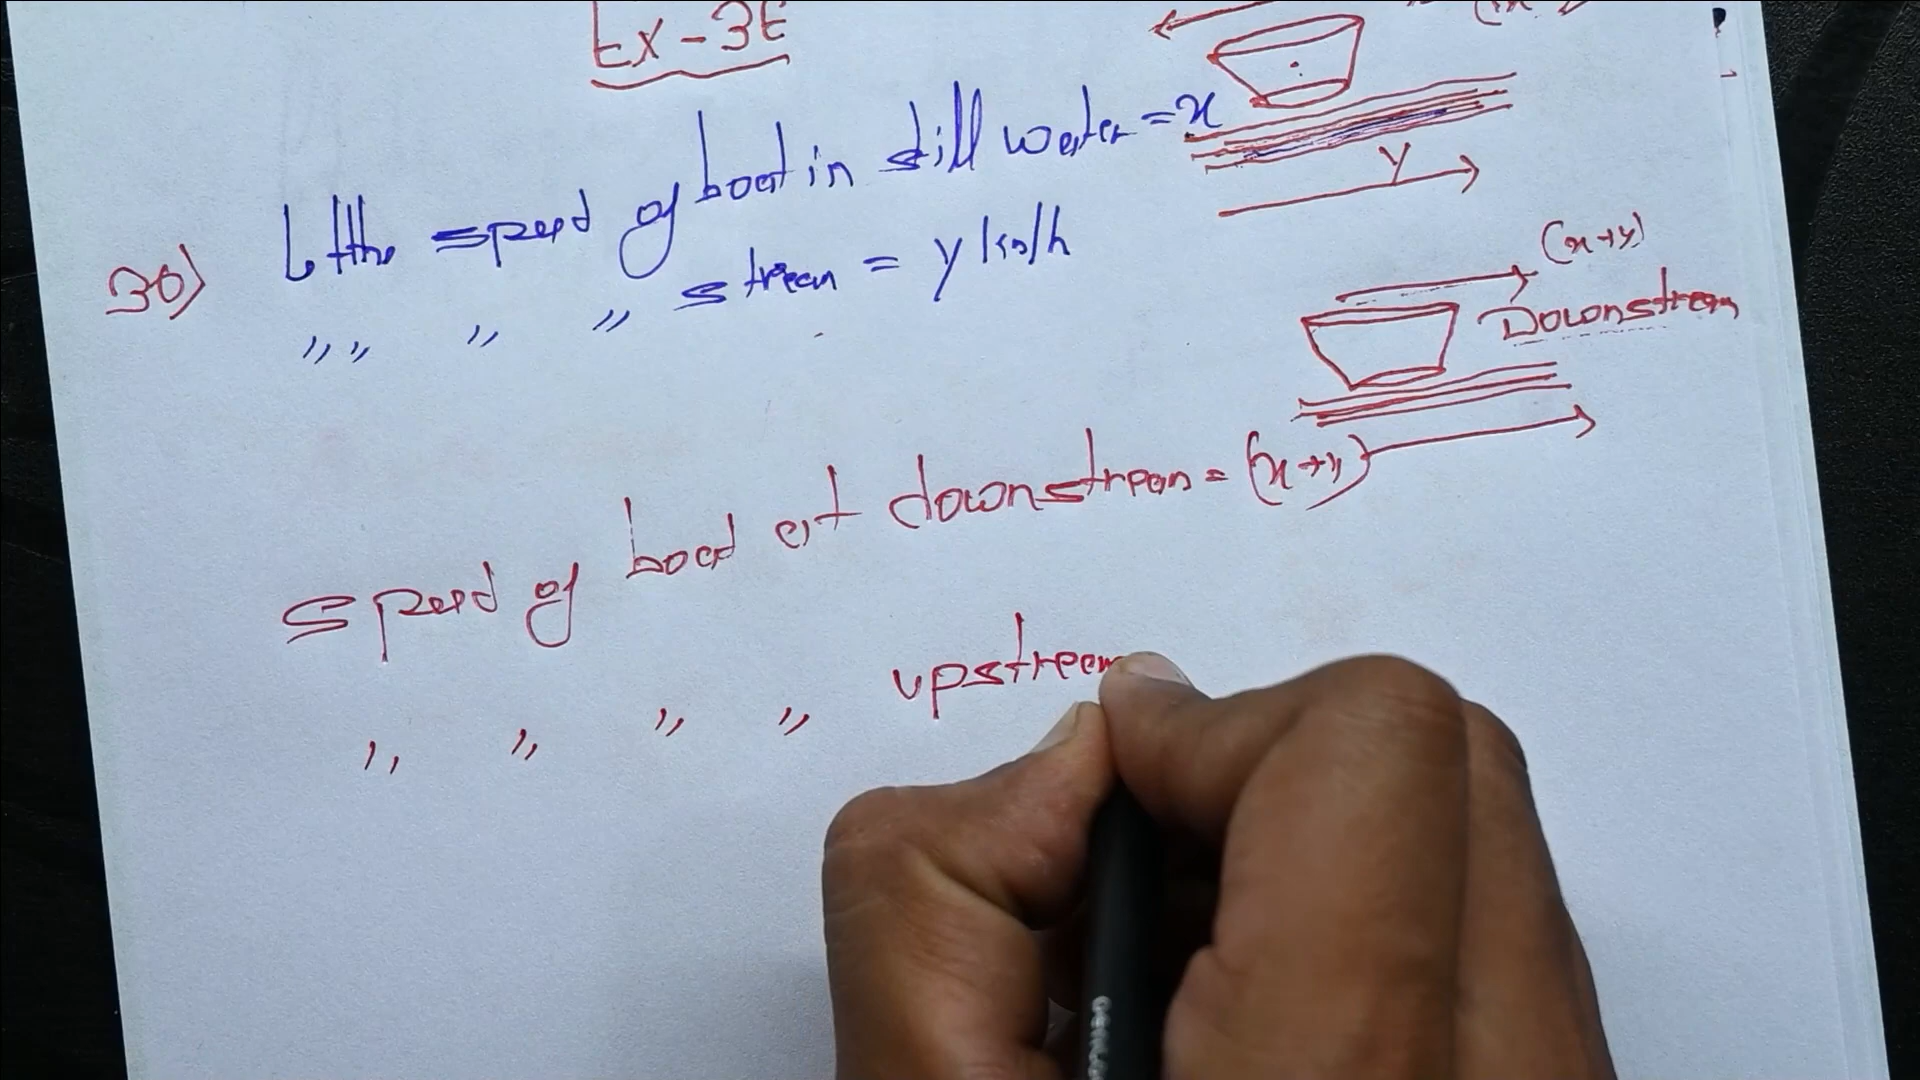 Ex-3E
30) Let the speed of boat in still water = x
" " " " stream = y km/h
y
(x+y)
Downstream
speed of boat at downstream = (x+y)
" " " " upstream